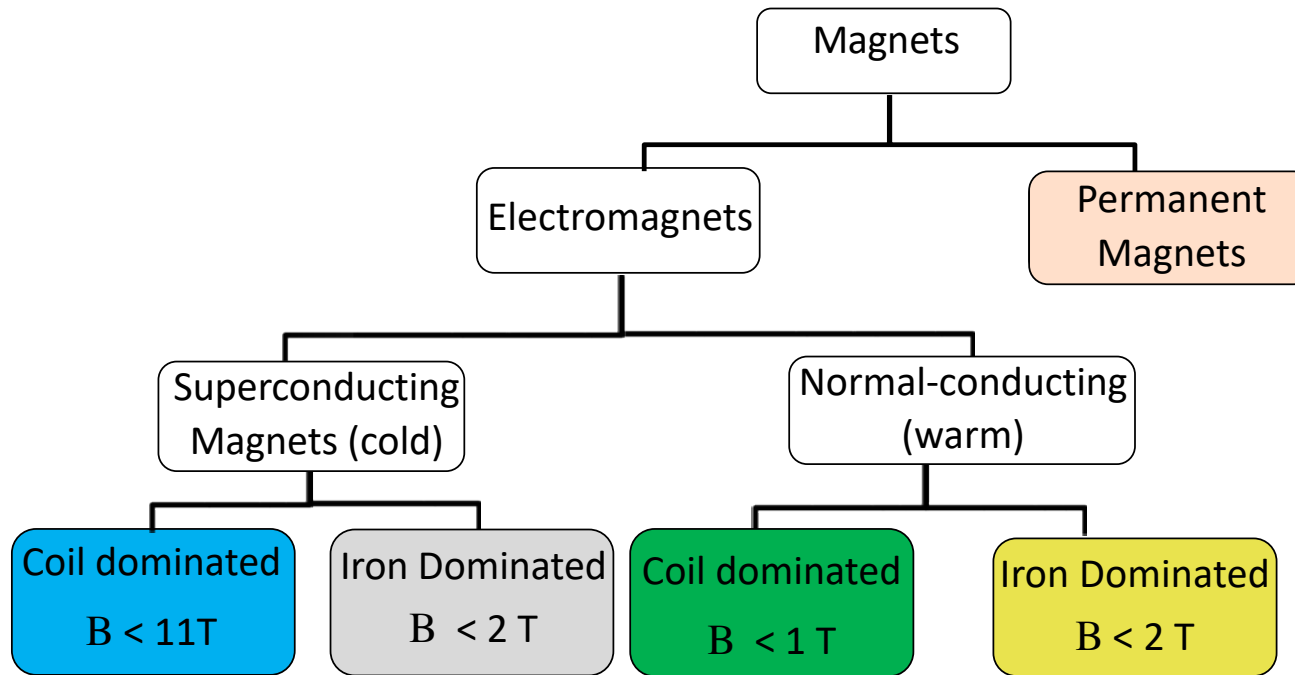 Magnets
Electromagnets
Permanent
Magnets
Superconducting
Magnets (cold)
Normal-conducting
(warm)
Coil dominated
B < 11T
Iron Dominated
B < 2 T
Coil dominated
B < 1 T
Iron Dominated
B < 2 T